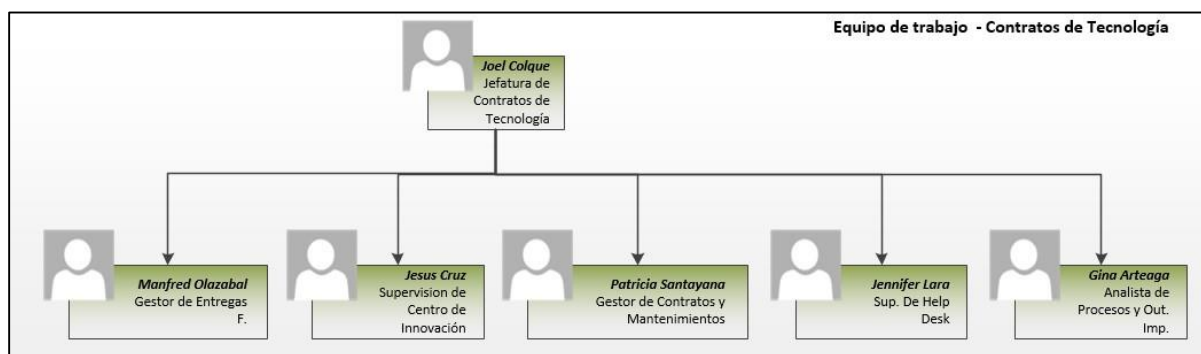 Equipo de trabajo - Contratos de Tecnología
Joel Colque
Jefatura de
Contratos de
Tecnología
Manfred Olazabal
Gestor de Entregas
F.
Jesus Cruz
Supervision de
Centro de
Innovación
Patricia Santayana
Gestor de Contratos y
Mantenimientos
Jennifer Lara
Sup. De Help
Desk
Gina Arteaga
Analista de
Procesos y Out.
Imp.